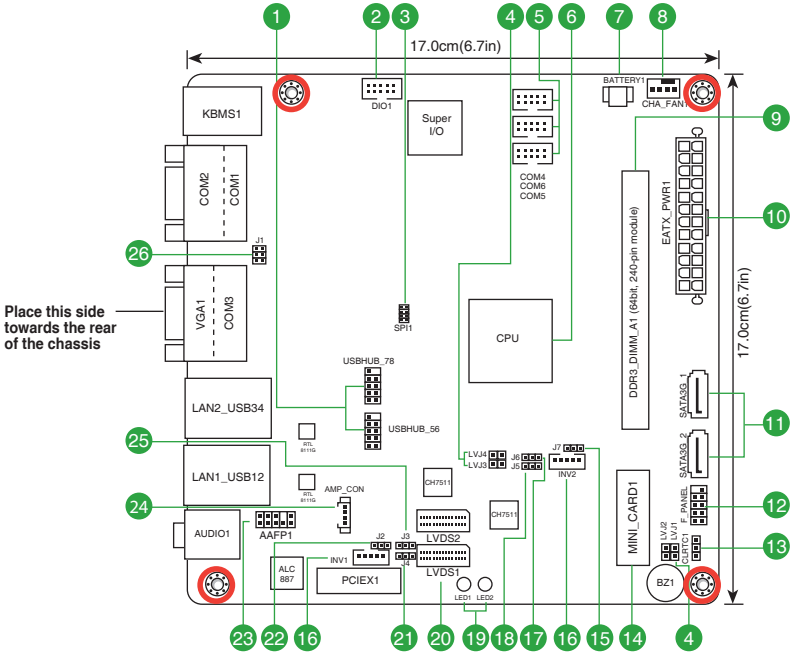 1 2 3 4 5 6 7 8
17.0cm(6.7in)
BATTERY1
CHA_FAN1
DIO1
KBMS1
Super
I/O
9
COM4
COM6
COM5
COM2
COM1
EATX_PWR1
10
J1
26
DDR3_DIMM_A1 (64bit, 240-pin module)
17.0cm(6.7in)
Place this side
towards the rear
of the chassis
VGA1
COM3
SPI1
CPU
USBHUB_78
SATA3G_1
LAN2_USB34
USBHUB_56
11
25
RTL
8111G
J7
LVJ4
LVJ3
J6
J5
INV2
SATA3G_2
LAN1_USB12
RTL
8111G
AMP_CON
CH7511
CH7511
MINI_CARD1
F_PANEL
12
24
AUDIO1
AAFP1
LVDS2
J2
J3
J4
LVJ2
LVJ1
CLRTC1
13
INV1
ALC
887
PCIEX1
LVDS1
LED1
LED2
BZ1
23 22 16 21 20 19 18 17 16 15 14 4